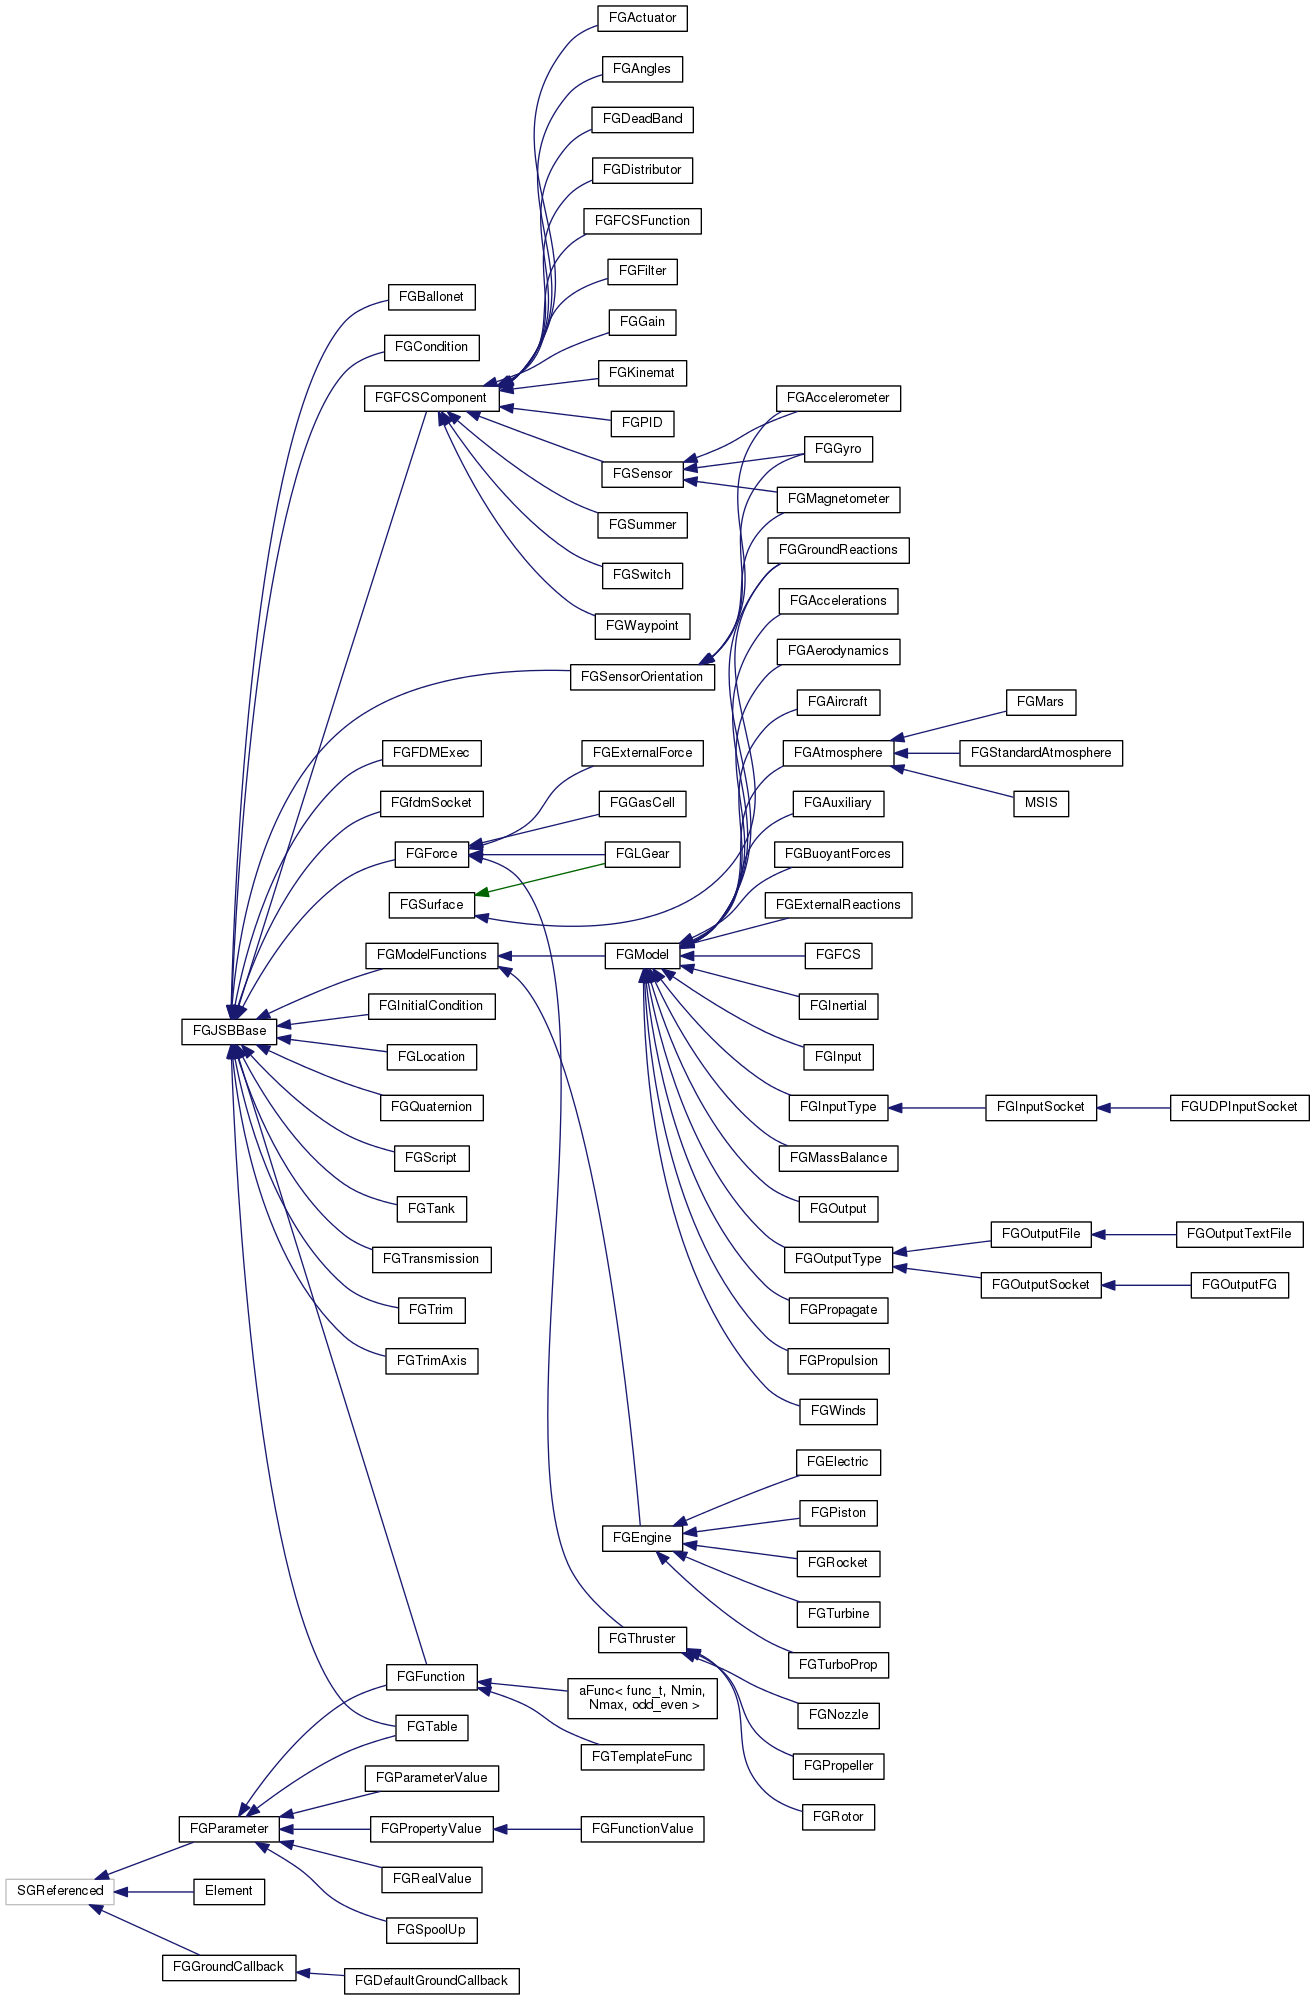 FGActuator
FGAngles
FGDeadBand
FGDistributor
FGFCSFunction
FGFilter
FGBallonet
FGGain
FGCondition
FGKinemat
FGFCSComponent
FGAccelerometer
FGPID
FGGyro
FGSensor
FGMagnetometer
FGSummer
FGGroundReactions
FGSwitch
FGAccelerations
FGWaypoint
FGAerodynamics
FGSensorOrientation
FGAircraft
FGMars
FGFDMExec
FGExternalForce
FGAtmosphere
FGStandardAtmosphere
FGfdmSocket
FGGasCell
FGAuxiliary
MSIS
FGForce
FGLGear
FGBuoyantForces
FGSurface
FGExternalReactions
FGModelFunctions
FGModel
FGFCS
FGInitialCondition
FGInertial
FGJSBBase
FGLocation
FGInput
FGQuaternion
FGInputType
FGInputSocket
FGUDPInputSocket
FGScript
FGMassBalance
FGTank
FGOutput
FGOutputFile
FGOutputTextFile
FGTransmission
FGOutputType
FGOutputSocket
FGOutputFG
FGTrim
FGPropagate
FGTrimAxis
FGPropulsion
FGWinds
FGElectric
FGPiston
FGEngine
FGRocket
FGTurbine
FGThruster
FGTurboProp
FGFunction
aFunc< func_t, Nmin,
Nmax, odd_even >
FGNozzle
FGTable
FGTemplateFunc
FGPropeller
FGParameterValue
FGRotor
FGParameter
FGPropertyValue
FGFunctionValue
FGRealValue
SGReferenced
Element
FGSpoolUp
FGGroundCallback
FGDefaultGroundCallback